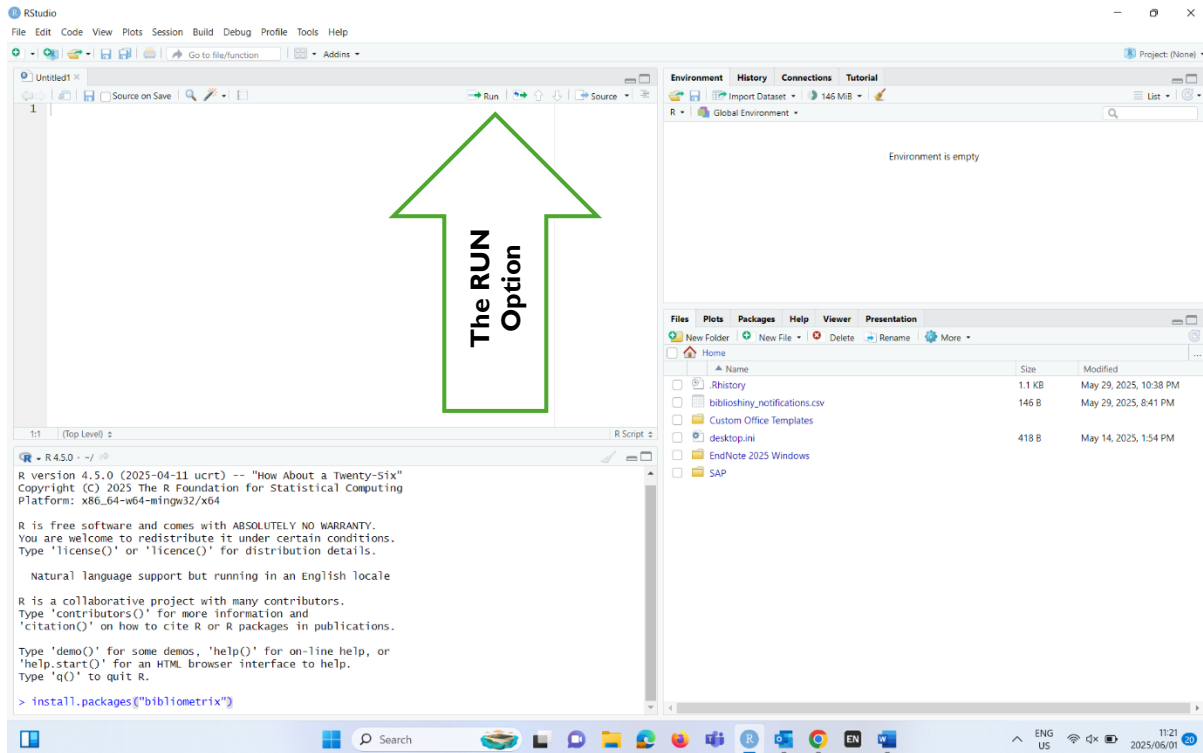 RStudio
File Edit Code View Plots Session Build Debug Profile Tools Help
Go to file/function
Addins
Project: (None)
Untitled1
Source on Save
Run
Source
1
The RUN
Option
1:1 (Top Level)
R Script
R 4.5.0 · ~/
R version 4.5.0 (2025-04-11 ucrt) -- "How About a Twenty-Six"
Copyright (C) 2025 The R Foundation for Statistical Computing
Platform: x86_64-w64-mingw32/x64
R is free software and comes with ABSOLUTELY NO WARRANTY.
You are welcome to redistribute it under certain conditions.
Type 'license()' or 'licence()' for distribution details.
Natural language support but running in an English locale
R is a collaborative project with many contributors.
Type 'contributors()' for more information and
'citation()' on how to cite R or R packages in publications.
Type 'demo()' for some demos, 'help()' for on-line help, or
'help.start()' for an HTML browser interface to help.
Type 'q()' to quit R.
> install.packages("bibliometrix")
Environment History Connections Tutorial
Import Dataset 146 MiB List
R Global Environment
Environment is empty
Files Plots Packages Help Viewer Presentation
New Folder New File Delete Rename More
Home
Name Size Modified
.Rhistory 1.1 KB May 29, 2025, 10:38 PM
biblioshiny_notifications.csv 146 B May 29, 2025, 8:41 PM
Custom Office Templates
desktop.ini 418 B May 14, 2025, 1:54 PM
EndNote 2025 Windows
SAP
Search
EN
ENG
US
11:21
2025/06/01
20